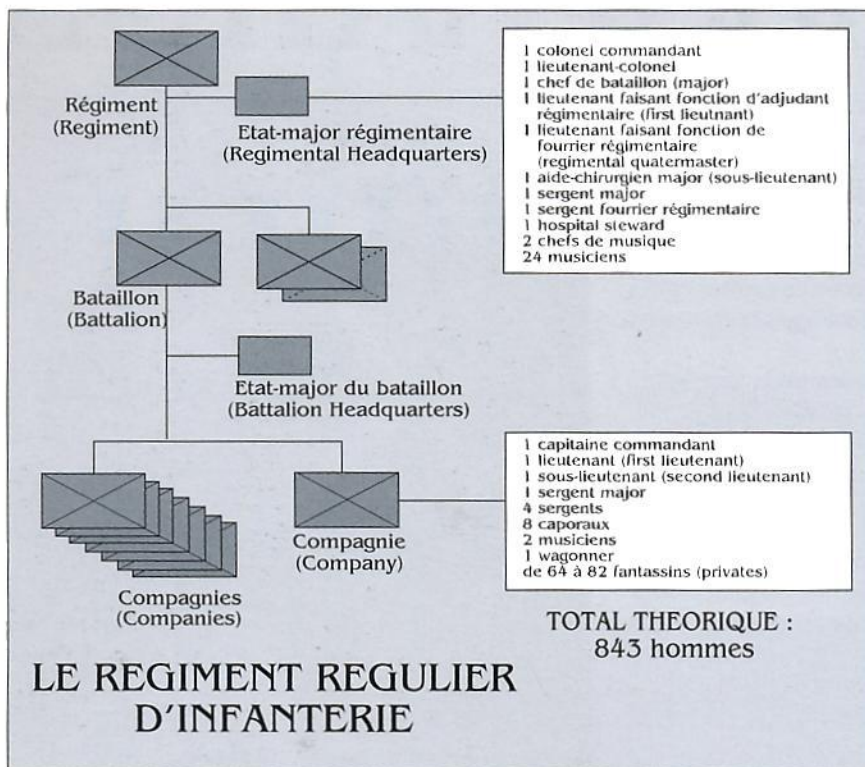 Régiment
(Regiment)
Etat-major régimentaire
(Regimental Headquarters)
1 colonel commandant
1 lieutenant-colonel
1 chef de bataillon (major)
1 lieutenant faisant fonction d'adjudant
régimentaire (first lieutnant)
1 lieutenant faisant fonction de
fourrier régimentaire
(regimental quatermaster)
1 aide-chirurgien major (sous-lieutenant)
1 sergent major
1 sergent fourrier régimentaire
1 hospital steward
2 chefs de musique
24 musiciens
Bataillon
(Battalion)
Etat-major du bataillon
(Battalion Headquarters)
Compagnies
(Companies)
Compagnie
(Company)
1 capitaine commandant
1 lieutenant (first lieutenant)
1 sous-lieutenant (second lieutenant)
1 sergent major
4 sergents
8 caporaux
2 musiciens
1 wagonner
de 64 à 82 fantassins (privates)
TOTAL THEORIQUE :
843 hommes
LE REGIMENT REGULIER
D'INFANTERIE